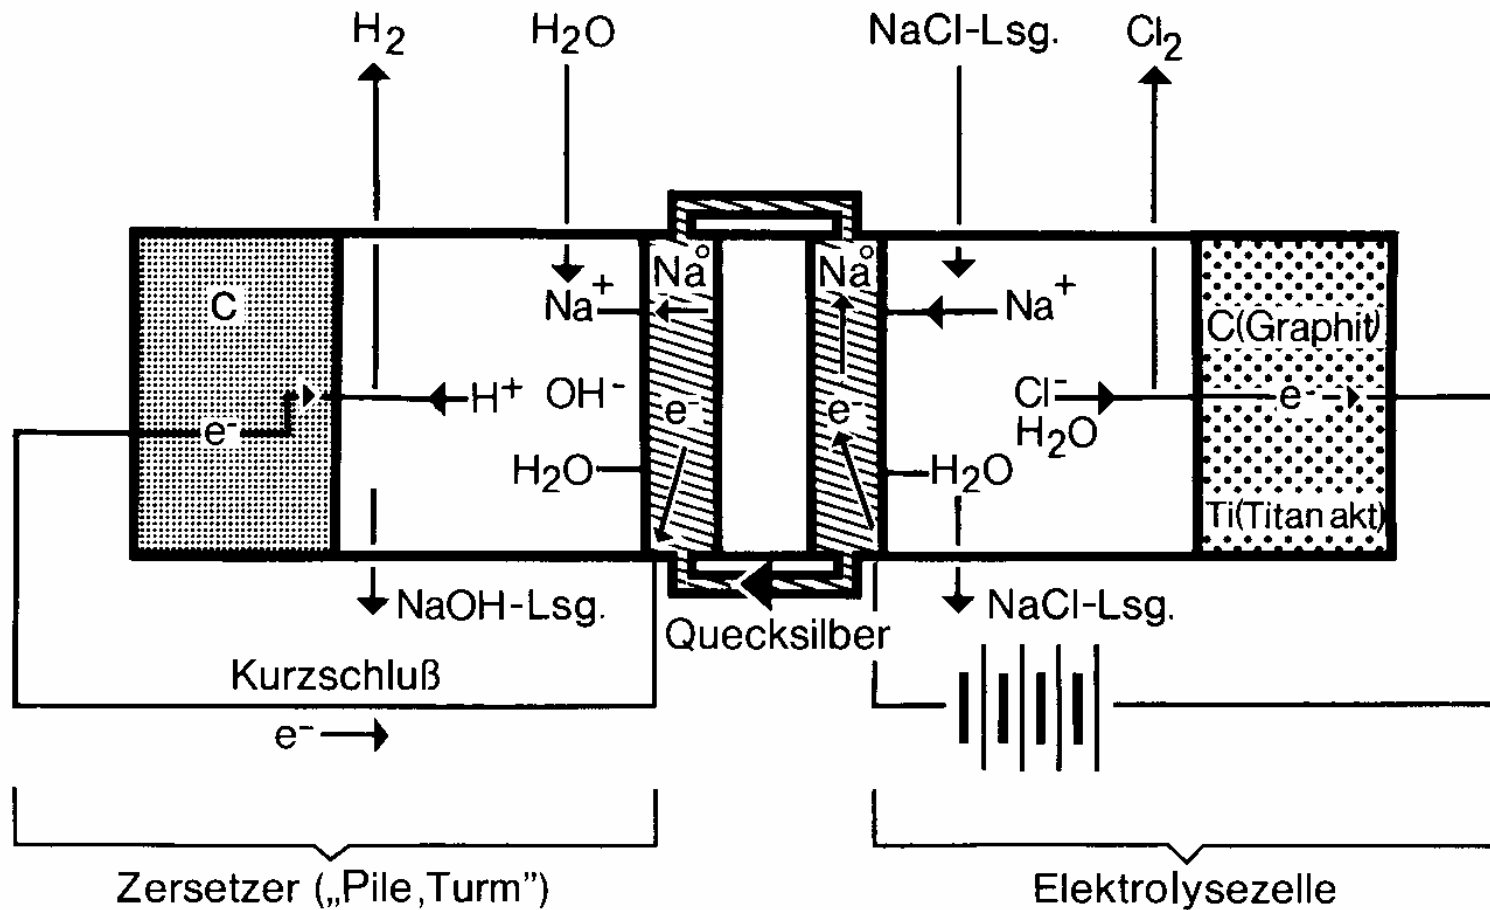 H2 H2O NaCl-Lsg. Cl2
Na° Na°
C Na+ Na+ C(Graphit)
H+ OH- e- e- Cl- e-
e- H2O
H2O H2O
Ti(Titan akt)
NaOH-Lsg. NaCl-Lsg.
Quecksilber
Kurzschluß
e-
Zersetzer („Pile,Turm”) Elektrolysezelle